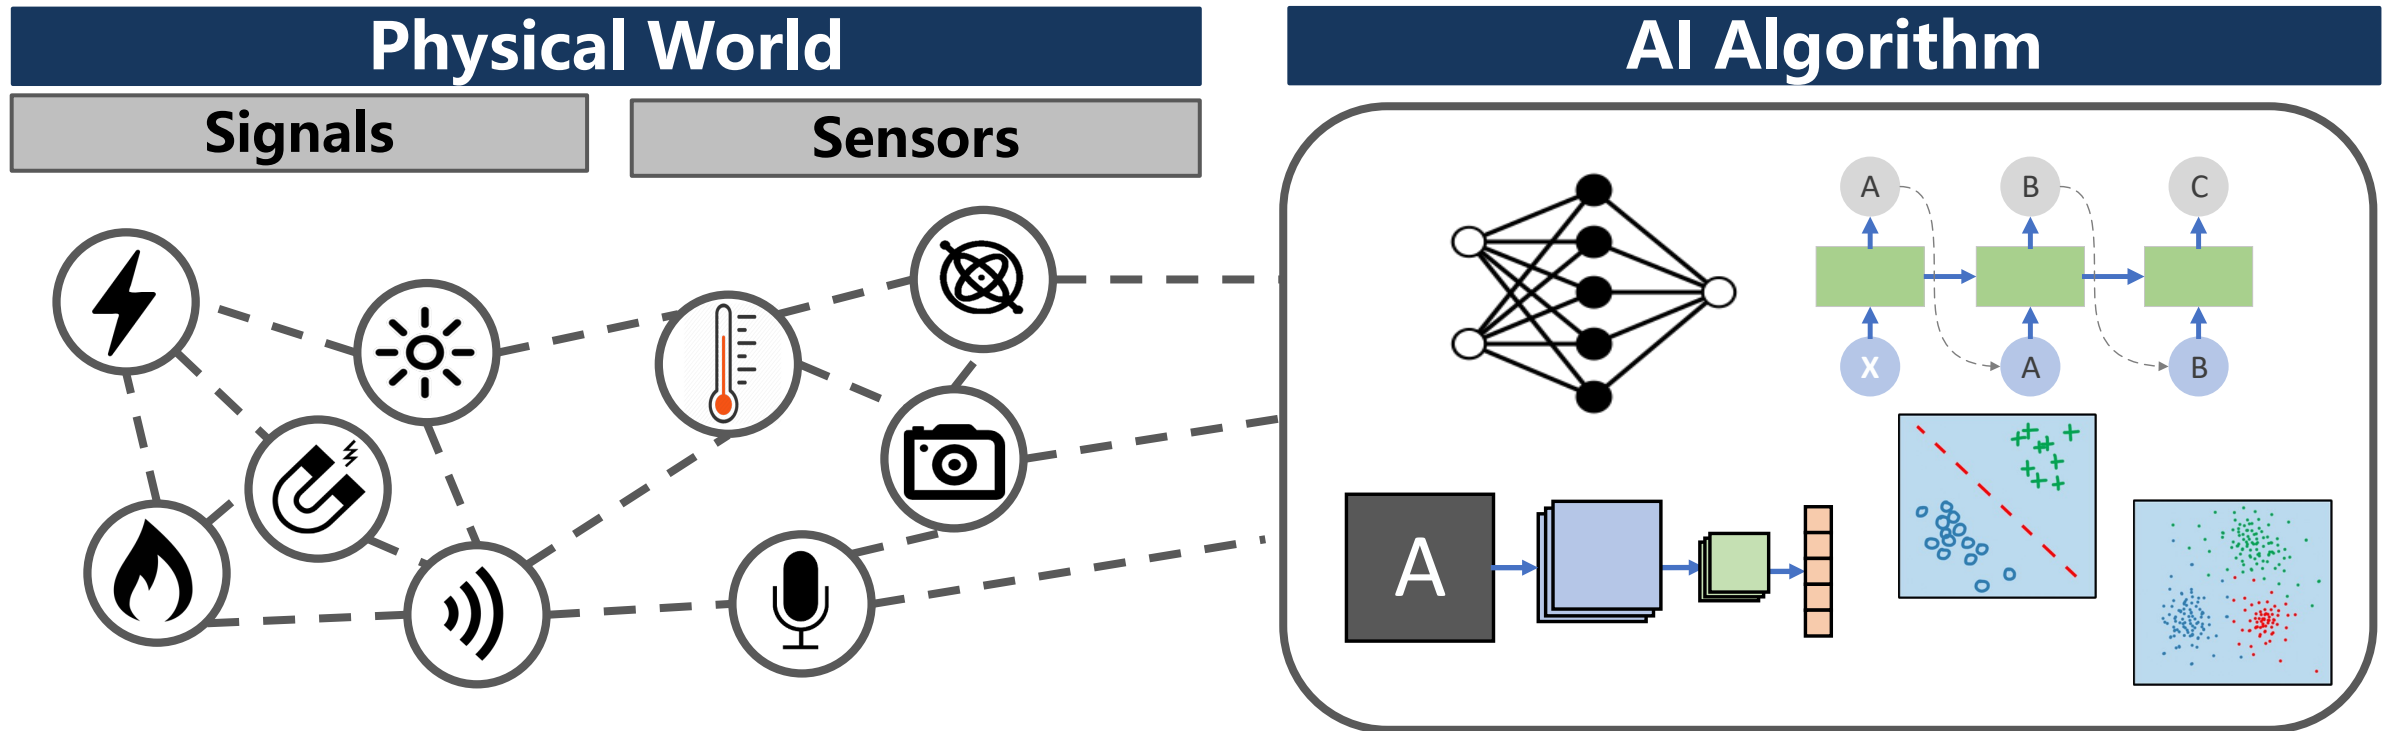 Physical World
AI Algorithm
Signals
Sensors
A B C
X A B
A